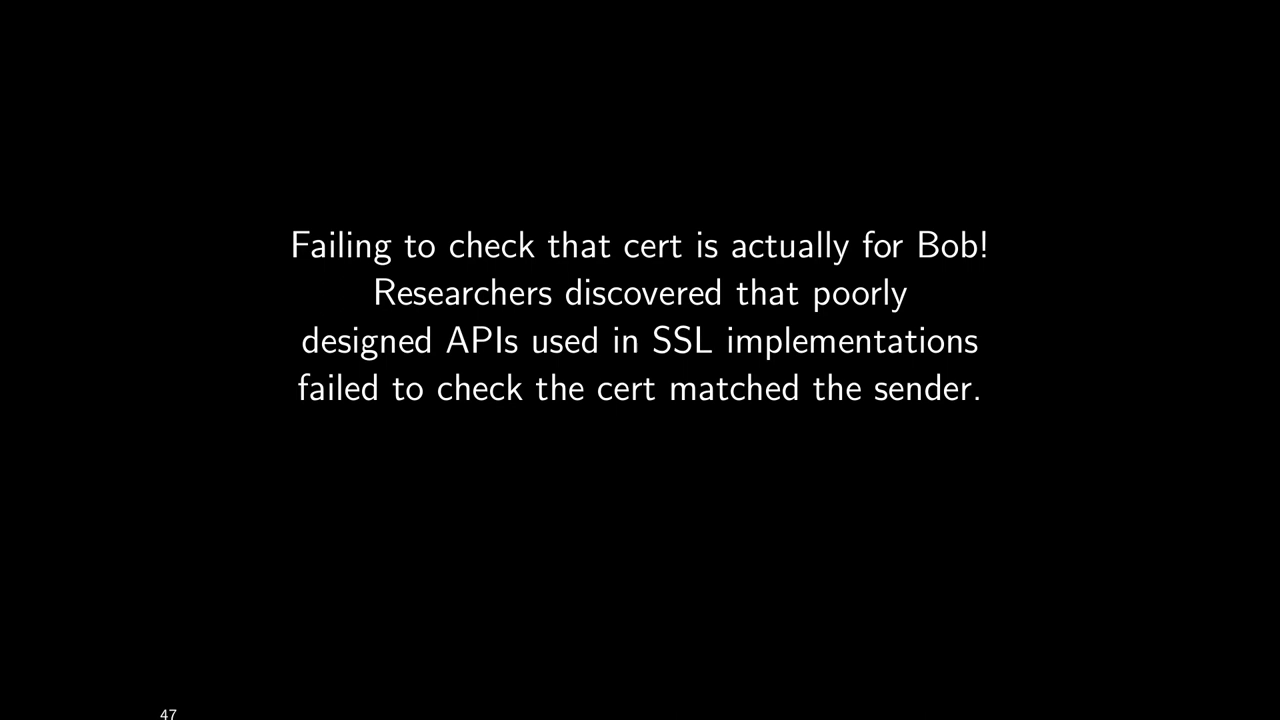 Failing to check that cert is actually for Bob!
Researchers discovered that poorly
designed APIs used in SSL implementations
failed to check the cert matched the sender.
47